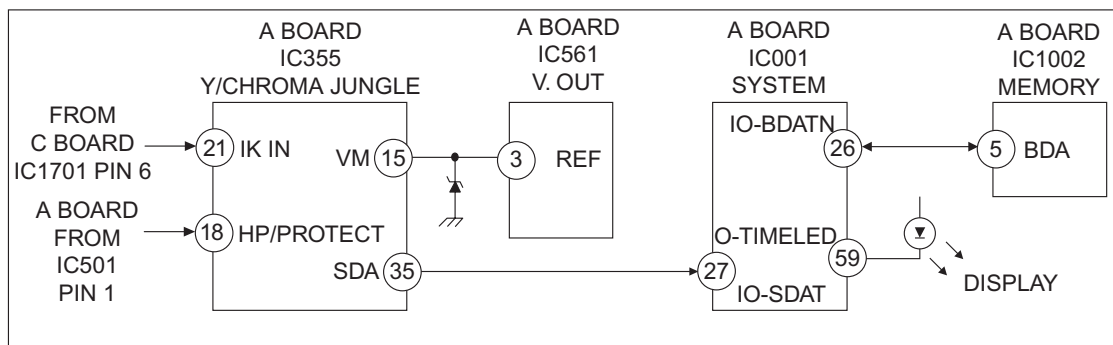 A BOARD
IC355
Y/CHROMA JUNGLE
A BOARD
IC561
V. OUT
A BOARD
IC001
SYSTEM
A BOARD
IC1002
MEMORY
FROM
C BOARD
IC1701 PIN 6
21
IK IN
VM
15
3
REF
IO-BDATN
26
5
BDA
A BOARD
FROM
IC501
PIN 1
18
HP/PROTECT
SDA
35
27
O-TIMELED
59
IO-SDAT
DISPLAY